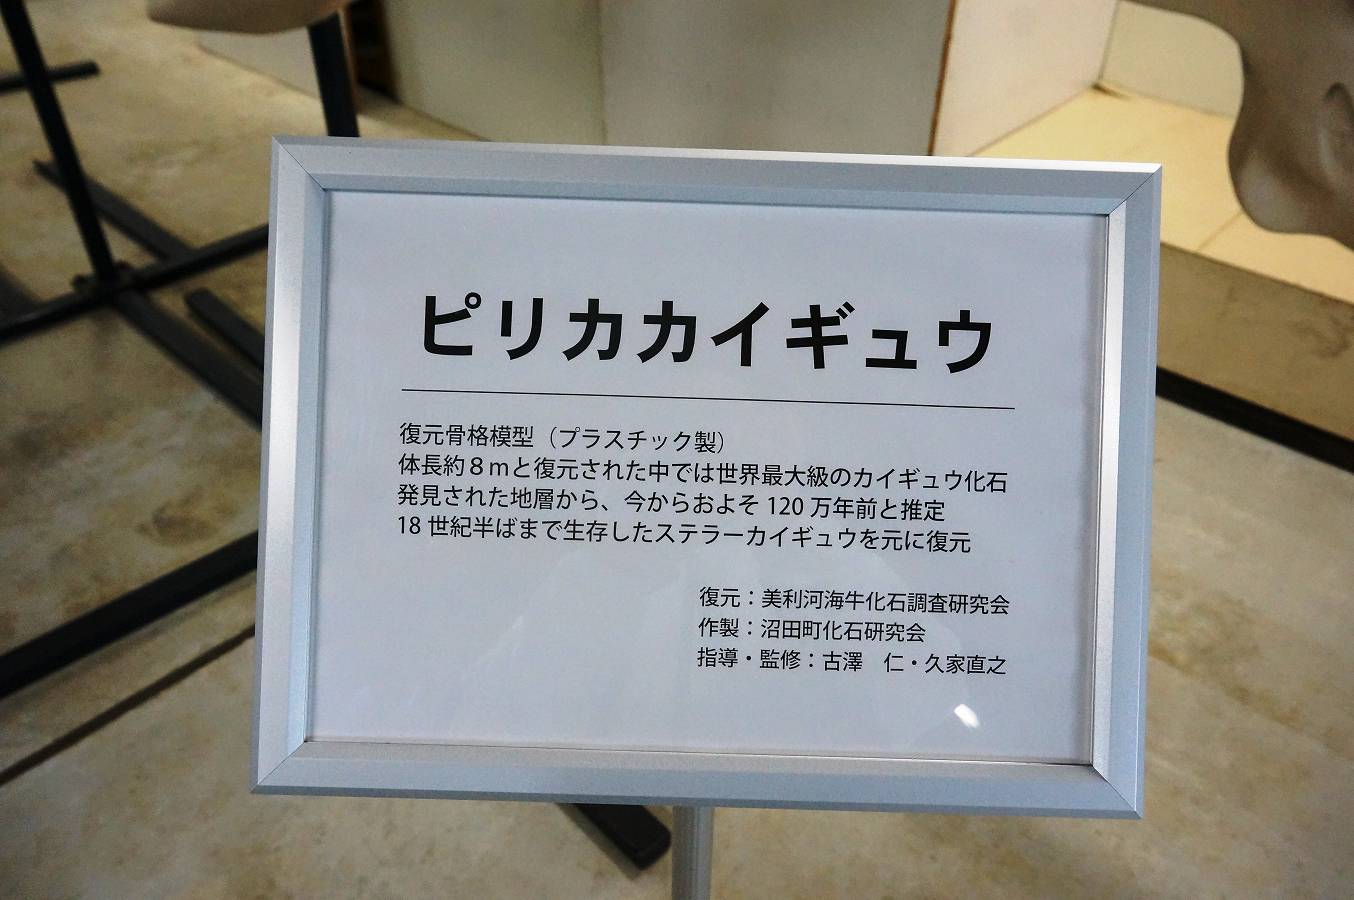 ピリカカイギュウ
復元骨格模型（プラスチック製）
体長約８ｍと復元された中では世界最大級のカイギュウ化石
発見された地層から、今からおよそ 120 万年前と推定
18 世紀半ばまで生存したステラーカイギュウを元に復元
復元：美利河海牛化石調査研究会
作製：沼田町化石研究会
指導・監修：古澤　仁・久家直之